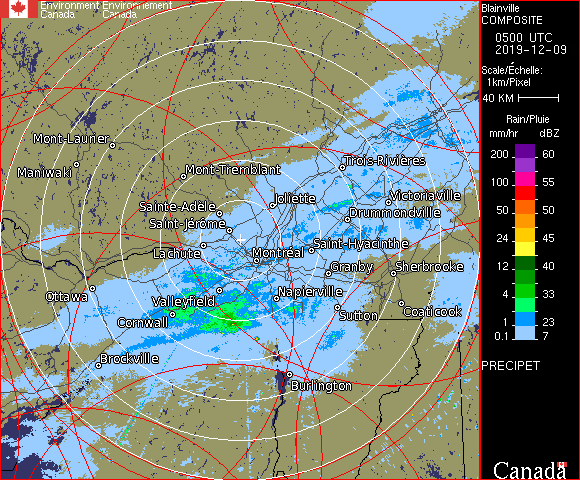 Environment Environnement
Canada Canada
Blainville
COMPOSITE
0500 UTC
2019-12-09
Scale/Échelle:
1km/Pixel
40 KM
Rain/Pluie
mm/hr dBZ
200 60
100 55
50 50
24 45
12 40
4 33
1 23
0.1 7
PRECIPET
Canada
Mont-Laurier
Maniwaki
Mont-Tremblant
Trois-Rivières
Sainte-Adèle
Joliette
Victoriaville
Saint-Jérôme
Drummondville
Lachute
Montréal
Saint-Hyacinthe
Granby
Sherbrooke
Ottawa
Valleyfield
Napierville
Cornwall
Sutton
Coaticook
Brockville
Burlington